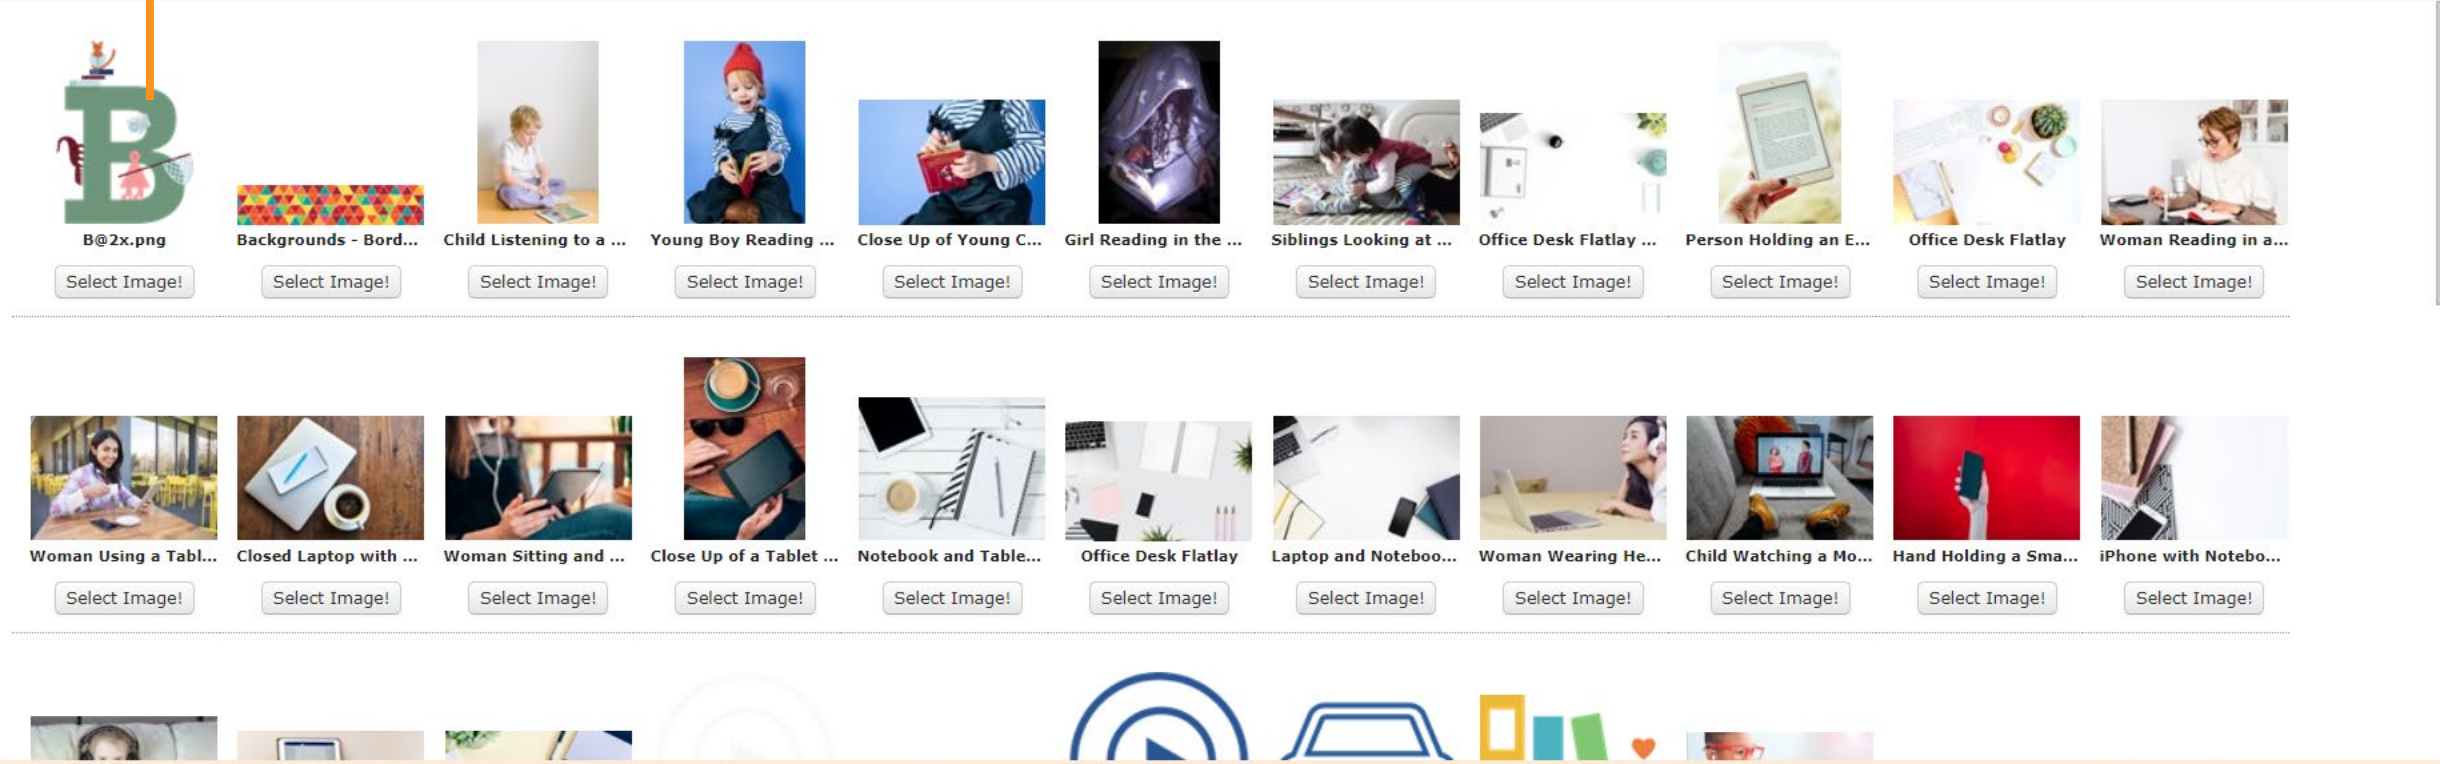 B@2x.png
Backgrounds - Bord...
Child Listening to a ...
Young Boy Reading ...
Close Up of Young C...
Girl Reading in the ...
Siblings Looking at ...
Office Desk Flatlay ...
Person Holding an E...
Office Desk Flatlay
Woman Reading in a...
Select Image!
Select Image!
Select Image!
Select Image!
Select Image!
Select Image!
Select Image!
Select Image!
Select Image!
Select Image!
Select Image!
Woman Using a Tabl...
Closed Laptop with ...
Woman Sitting and ...
Close Up of a Tablet ...
Notebook and Table...
Office Desk Flatlay
Laptop and Noteboo...
Woman Wearing He...
Child Watching a Mo...
Hand Holding a Sma...
iPhone with Notebo...
Select Image!
Select Image!
Select Image!
Select Image!
Select Image!
Select Image!
Select Image!
Select Image!
Select Image!
Select Image!
Select Image!